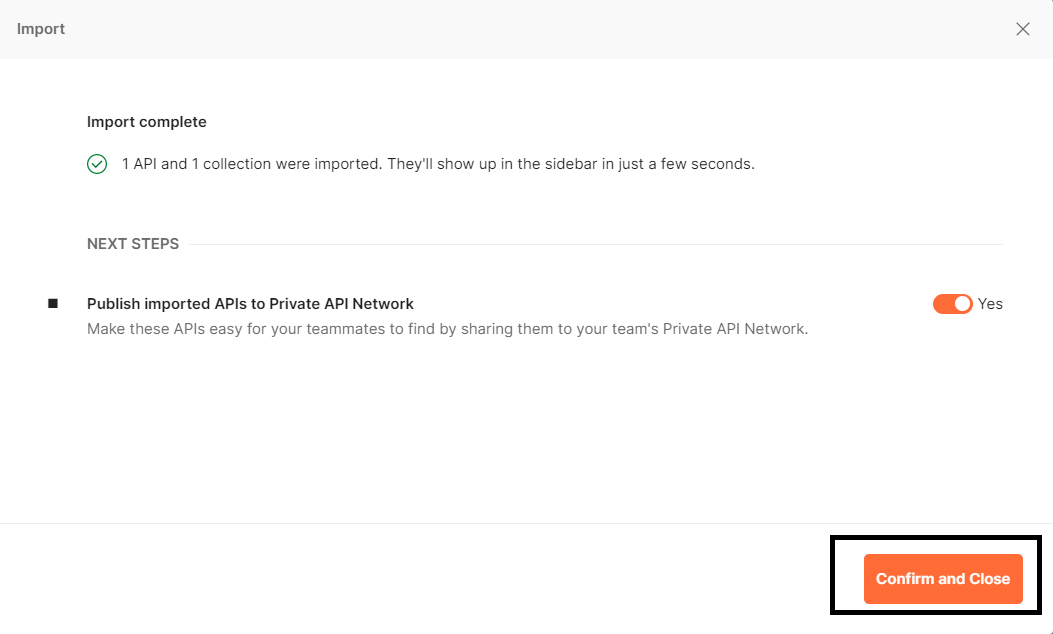 Import
Import complete
1 API and 1 collection were imported. They'll show up in the sidebar in just a few seconds.
NEXT STEPS
Publish imported APIs to Private API Network
Yes
Make these APIs easy for your teammates to find by sharing them to your team's Private API Network.
Confirm and Close